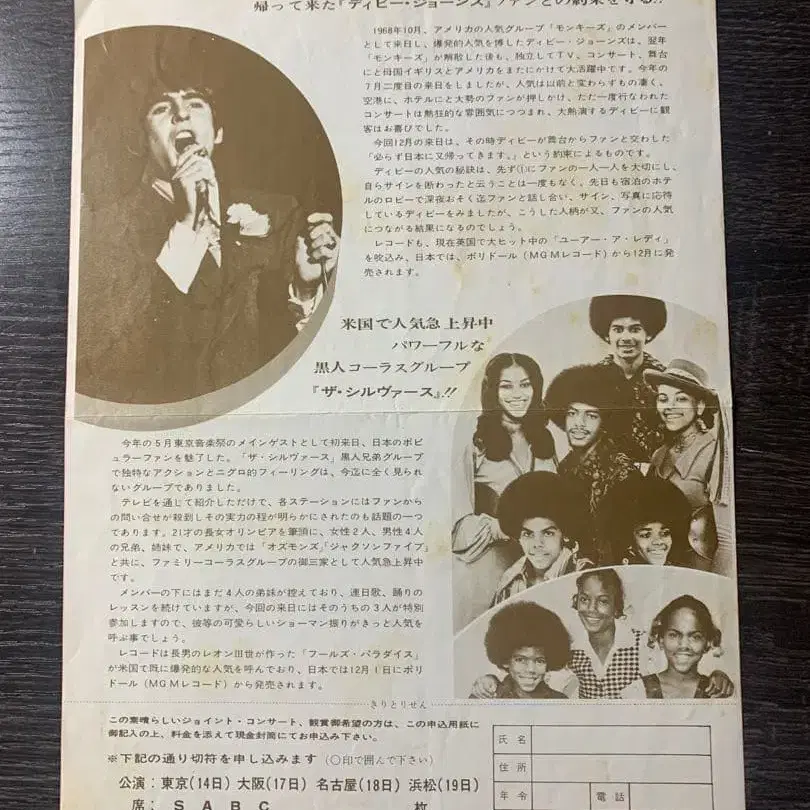 帰って来た『デイビー・ジョーンズ』ファンとの約束を守る!!
1968年10月、アメリカの人気グループ「モンキーズ」のメンバー
として来日し、爆発的人気を博したデイビー・ジョーンズは、翌年
「モンキーズ」が解散した後も、独立してTV、コンサート、舞台
にと母国イギリスとアメリカをまたにかけて大活躍中です。今年の
7月二度目の来日をしましたが、人気は以前と変わらずもの凄く、
空港に、ホテルにと大勢のファンが押しかけ、ただ一度行なわれた
コンサートは熱狂的な雰囲気につつまれ、大熱演するデイビーに観
客はお喜びでした。
今回12月の来日は、その時デイビーが舞台からファンと交わした
「必らず日本に又帰ってきます。」という約束によるものです。
デイビーの人気の秘訣は、先ず①にファンの一人一人を大切にし、
自らサインを断わったと云うことは一度もなく、先日も宿泊のホテ
ルのロビーで深夜おそく迄ファンと話し合い、サイン、写真に応待
しているデイビーをみましたが、こうした人柄が又、ファンの人気
につながる結果になるのでしょう。
レコードも、現在英国で大ヒット中の「ユーアー・ア・レディ」
を吹込み、日本では、ポリドール(MGMレコード)から12月に発
売されます。
米国で人気急上昇中
パワーフルな
黒人コーラスグループ
『ザ・シルヴァース』!!
今年の5月東京音楽祭のメインゲストとして初来日、日本のポピ
ュラーファンを魅了した。「ザ・シルヴァース」黒人兄弟グループ
で独特なアクションとニグロ的フィーリングは、今迄に全く見られ
ないグループでありました。
テレビを通じて紹介しただけで、各ステーションにはファンから
の問い合せが殺到しその実力の程が明らかにされたのも話題の一つ
であります。21才の長女オリンピアを筆頭に、女性2人、男性4人
の兄弟、姉妹で、アメリカでは「オズモンズ」「ジャクソンファイブ」
と共に、ファミリーコーラスグループの御三家として人気急上昇中
です。
メンバーの下にはまだ4人の弟妹が控えており、連日歌、踊りの
レッスンを続けていますが、今回の来日にはそのうちの3人が特別
参加しますので、彼等の可愛らしいショーマン振りがきっと人気を
呼ぶ事でしょう。
レコードは長男のレオンⅢ世が作った「フールズ・パラダイス」
が米国で既に爆発的な人気を呼んでおり、日本では12月1日にポリ
ドール(MGMレコード)から発売されます。
きりとりせん
この素晴らしいジョイント・コンサート、観賞御希望の方は、この申込用紙に
御記入の上、料金を添えて現金封筒にてお申込み下さい。
※下記の通り切符を申し込みます(○印で囲んで下さい)
公演:東京(14日)大阪(17日)名古屋(18日)浜松(19日)
席:S A B C 枚
氏名
住所
年令
電話